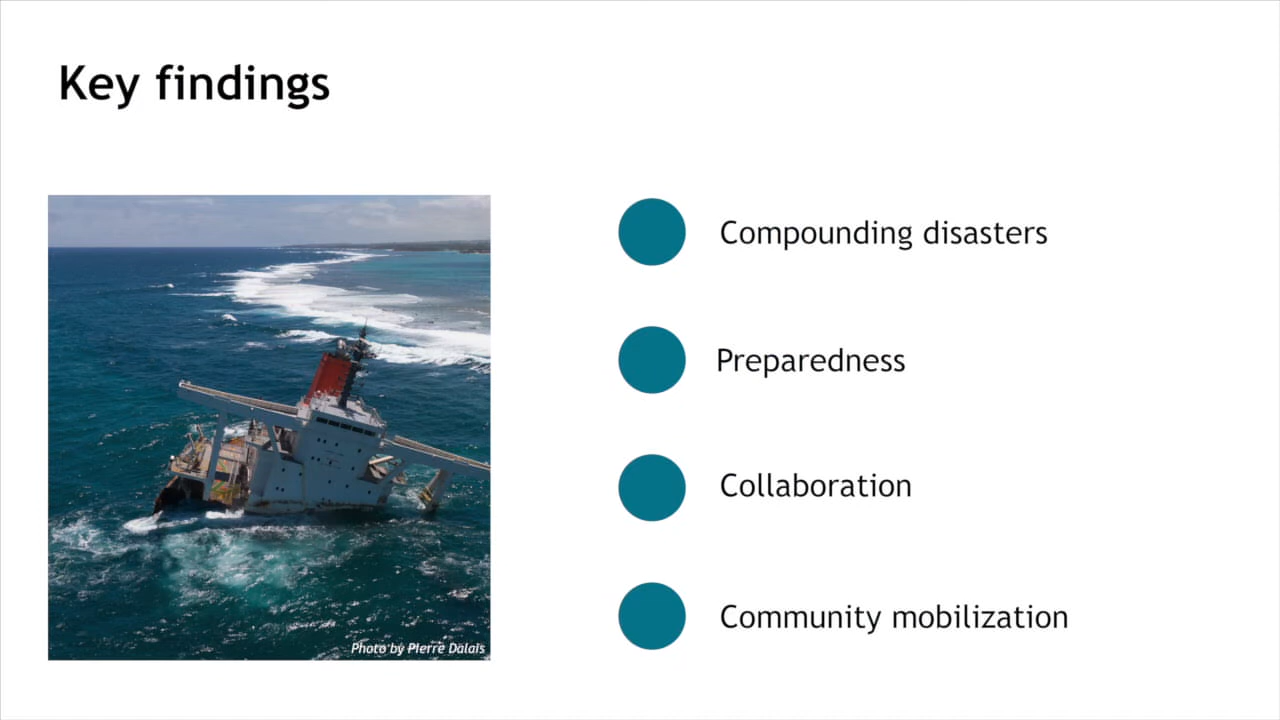 Key findings
Compounding disasters
Preparedness
Collaboration
Community mobilization
Photo by Pierre Dalais